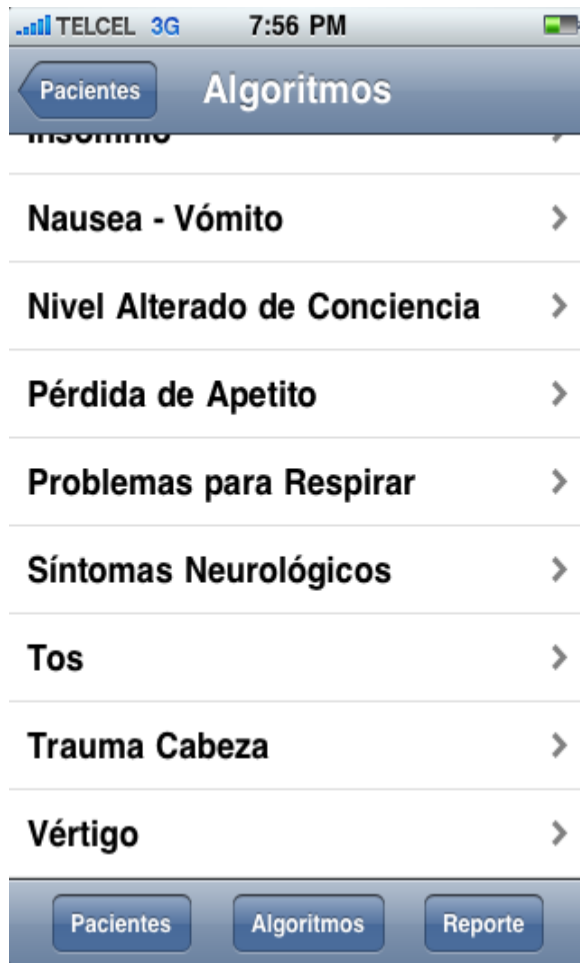 TELCEL 3G 7:56 PM
Pacientes Algoritmos
Insomnio
Nausea - Vómito
Nivel Alterado de Conciencia
Pérdida de Apetito
Problemas para Respirar
Síntomas Neurológicos
Tos
Trauma Cabeza
Vértigo
Pacientes Algoritmos Reporte